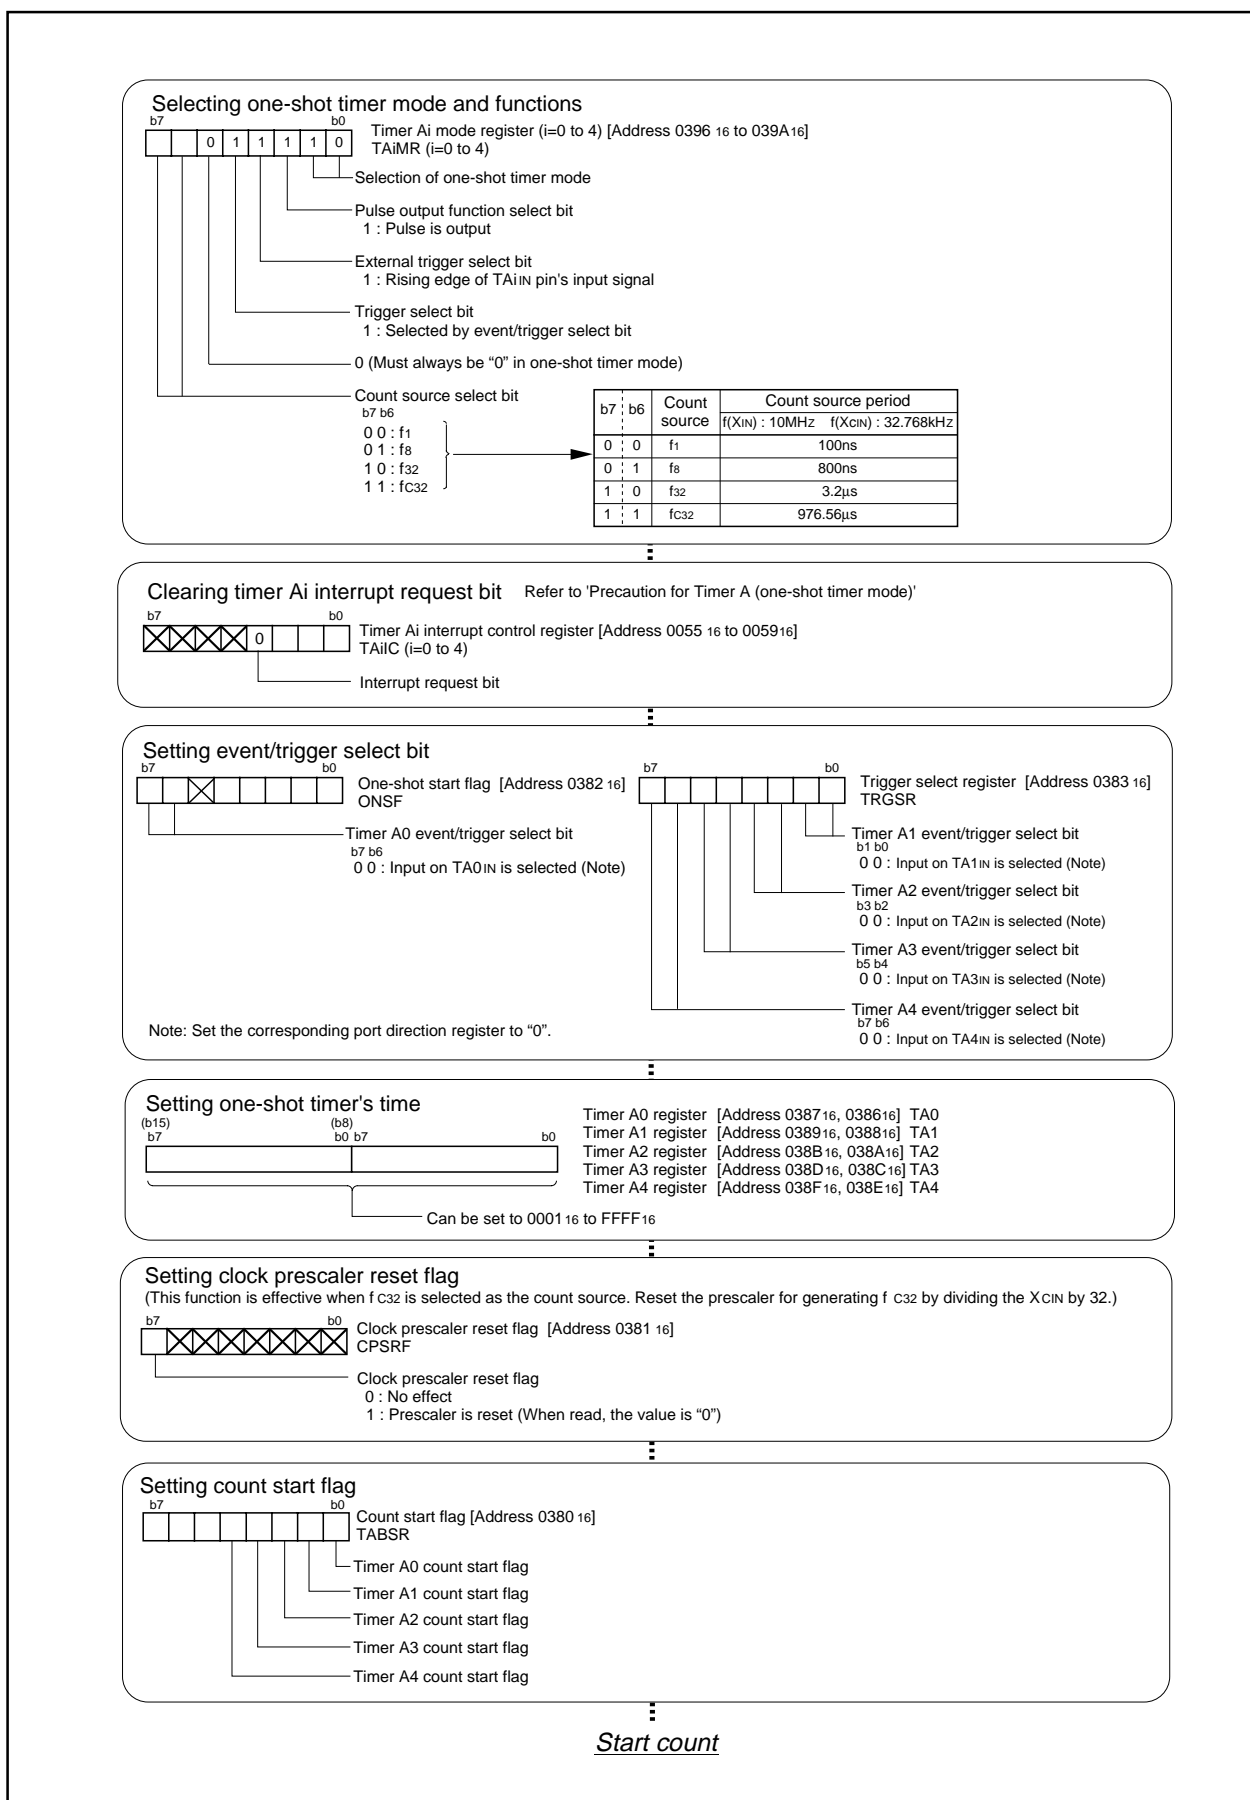 Selecting one-shot timer mode and functions
b7 b0
0 1 1 1 1 0
Timer Ai mode register (i=0 to 4) [Address 0396 16 to 039A16]
TAiMR (i=0 to 4)
Selection of one-shot timer mode
Pulse output function select bit
1 : Pulse is output
External trigger select bit
1 : Rising edge of TAiIN pin's input signal
Trigger select bit
1 : Selected by event/trigger select bit
0 (Must always be “0” in one-shot timer mode)
Count source select bit
b7 b6
0 0 : f1
0 1 : f8
1 0 : f32
1 1 : fC32
b7 b6 Count source Count source period
f(XIN) : 10MHz f(XCIN) : 32.768kHz
0 0 f1 100ns
0 1 f8 800ns
1 0 f32 3.2μs
1 1 fC32 976.56μs
Clearing timer Ai interrupt request bit Refer to 'Precaution for Timer A (one-shot timer mode)'
b7 b0
0
Timer Ai interrupt control register [Address 0055 16 to 005916]
TAiIC (i=0 to 4)
Interrupt request bit
Setting event/trigger select bit
b7 b0
One-shot start flag [Address 0382 16]
ONSF
Timer A0 event/trigger select bit
b7 b6
0 0 : Input on TA0IN is selected (Note)
b7 b0
Trigger select register [Address 0383 16]
TRGSR
Timer A1 event/trigger select bit
b1 b0
0 0 : Input on TA1IN is selected (Note)
Timer A2 event/trigger select bit
b3 b2
0 0 : Input on TA2IN is selected (Note)
Timer A3 event/trigger select bit
b5 b4
0 0 : Input on TA3IN is selected (Note)
Timer A4 event/trigger select bit
b7 b6
0 0 : Input on TA4IN is selected (Note)
Note: Set the corresponding port direction register to “0”.
Setting one-shot timer's time
(b15) (b8)
b7 b0 b7 b0
Timer A0 register [Address 038716, 038616] TA0
Timer A1 register [Address 038916, 038816] TA1
Timer A2 register [Address 038B16, 038A16] TA2
Timer A3 register [Address 038D16, 038C16] TA3
Timer A4 register [Address 038F16, 038E16] TA4
Can be set to 0001 16 to FFFF16
Setting clock prescaler reset flag
(This function is effective when f C32 is selected as the count source. Reset the prescaler for generating f C32 by dividing the XCIN by 32.)
b7 b0
Clock prescaler reset flag [Address 0381 16]
CPSRF
Clock prescaler reset flag
0 : No effect
1 : Prescaler is reset (When read, the value is “0”)
Setting count start flag
b7 b0
Count start flag [Address 0380 16]
TABSR
Timer A0 count start flag
Timer A1 count start flag
Timer A2 count start flag
Timer A3 count start flag
Timer A4 count start flag
Start count